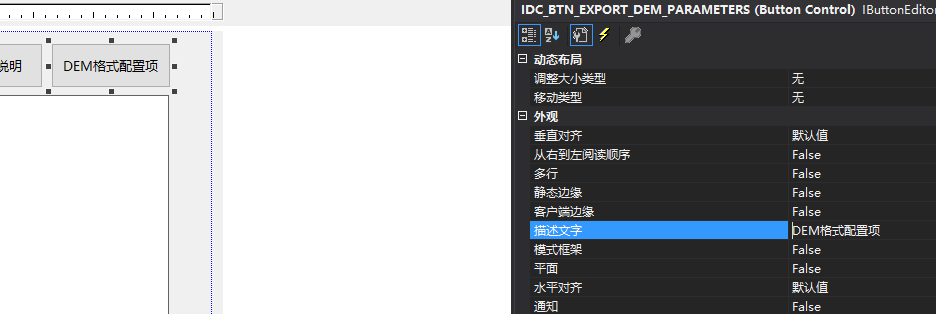 IDC_BTN_EXPORT_DEM_PARAMETERS (Button Control) IButtonEditor
说明
DEM格式配置项
动态布局
调整大小类型 无
移动类型 无
外观
垂直对齐 默认值
从右到左阅读顺序 False
多行 False
静态边缘 False
客户端边缘 False
描述文字 DEM格式配置项
模式框架 False
平面 False
水平对齐 默认值
通知 False